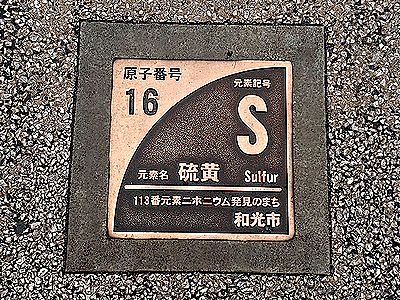 原子番号
16
元素記号
S
元素名 硫黄 Sulfur
113番元素ニホニウム発見のまち
和光市